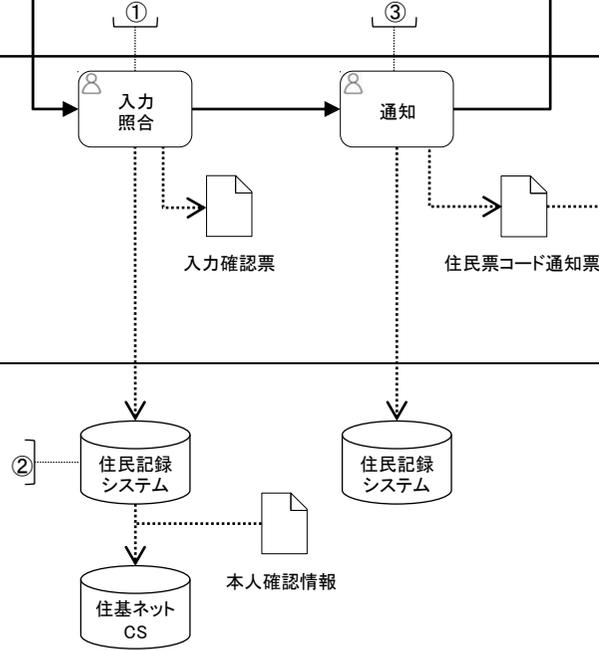 ①
③
入力
照合
通知
入力確認票
住民票コード通知票
住民記録
システム
住民記録
システム
②
本人確認情報
住基ネット
CS